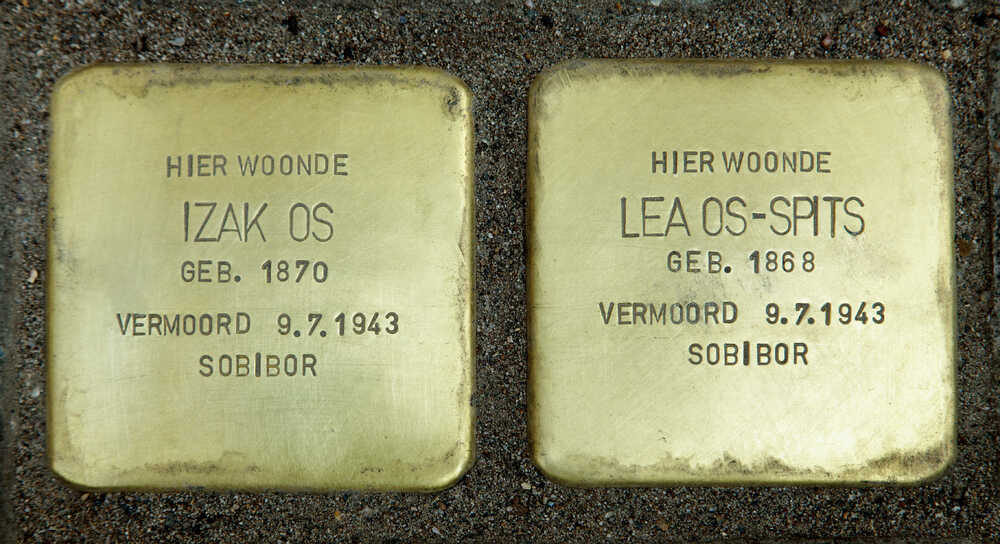 HIER WOONDE
IZAK OS
GEB. 1870
VERMOORD 9.7.1943
SOBIBOR
HIER WOONDE
LEA OS-SPITS
GEB. 1868
VERMOORD 9.7.1943
SOBIBOR